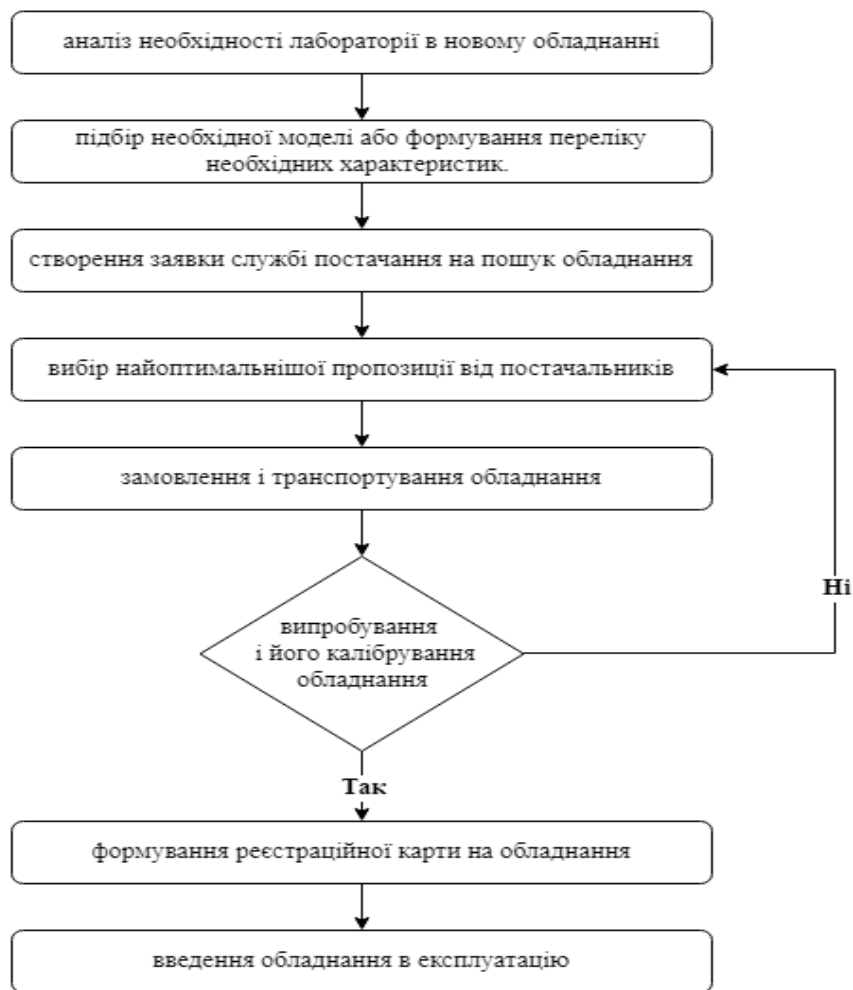 аналіз необхідності лабораторії в новому обладнанні
підбір необхідної моделі або формування переліку
необхідних характеристик.
створення заявки службі постачання на пошук обладнання
вибір найоптимальнішої пропозиції від постачальників
замовлення і транспортування обладнання
випробування
і його калібрування
обладнання
Ні
Так
формування реєстраційної карти на обладнання
введення обладнання в експлуатацію